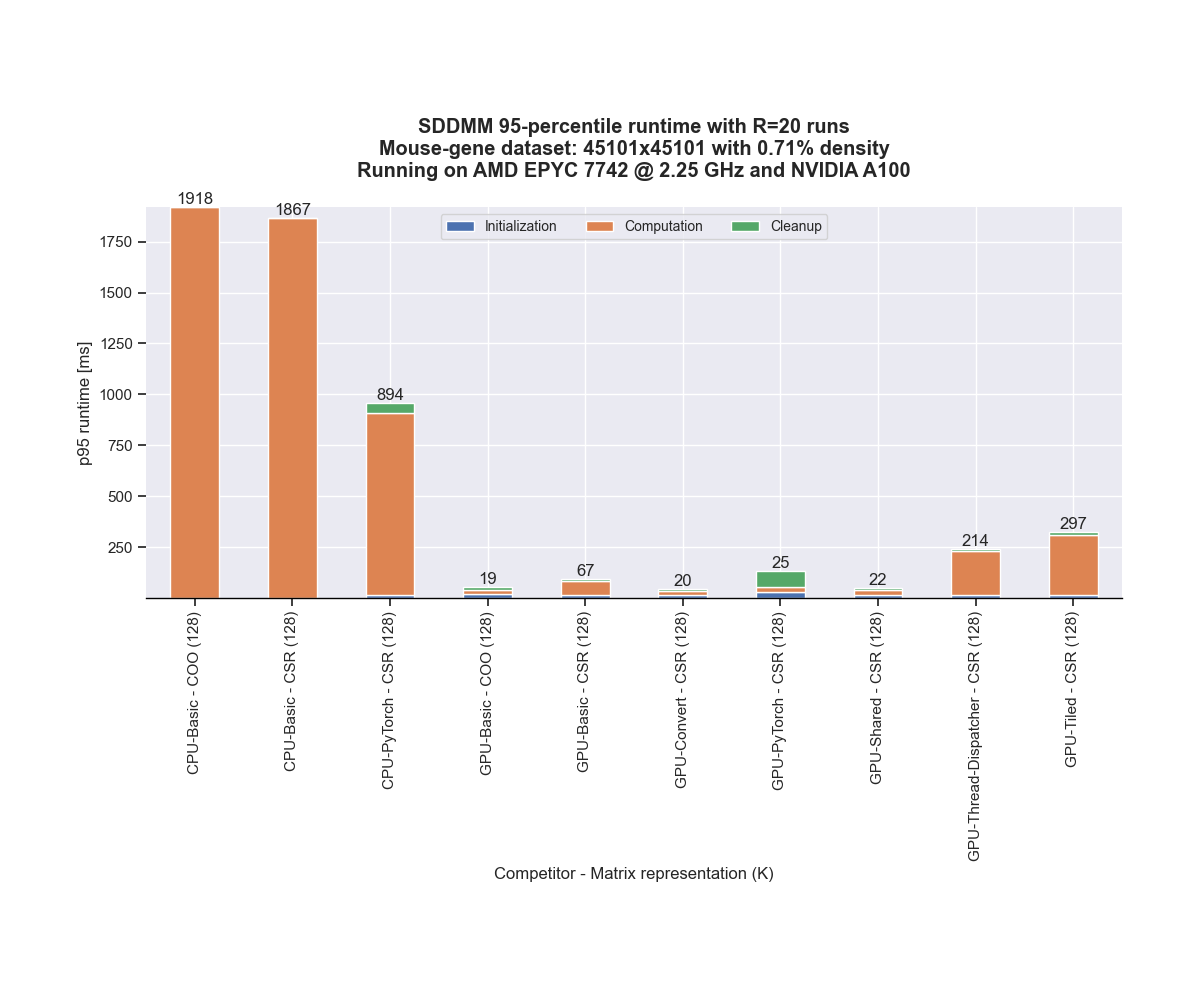 SDDMM 95-percentile runtime with R=20 runs
Mouse-gene dataset: 45101x45101 with 0.71% density
Running on AMD EPYC 7742 @ 2.25 GHz and NVIDIA A100
Initialization Computation Cleanup
1918
1867
894
19
67
20
25
22
214
297
p95 runtime [ms]
1750
1500
1250
1000
750
500
250
CPU-Basic - COO (128)
CPU-Basic - CSR (128)
CPU-PyTorch - CSR (128)
GPU-Basic - COO (128)
GPU-Basic - CSR (128)
GPU-Convert - CSR (128)
GPU-PyTorch - CSR (128)
GPU-Shared - CSR (128)
GPU-Thread-Dispatcher - CSR (128)
GPU-Tiled - CSR (128)
Competitor - Matrix representation (K)